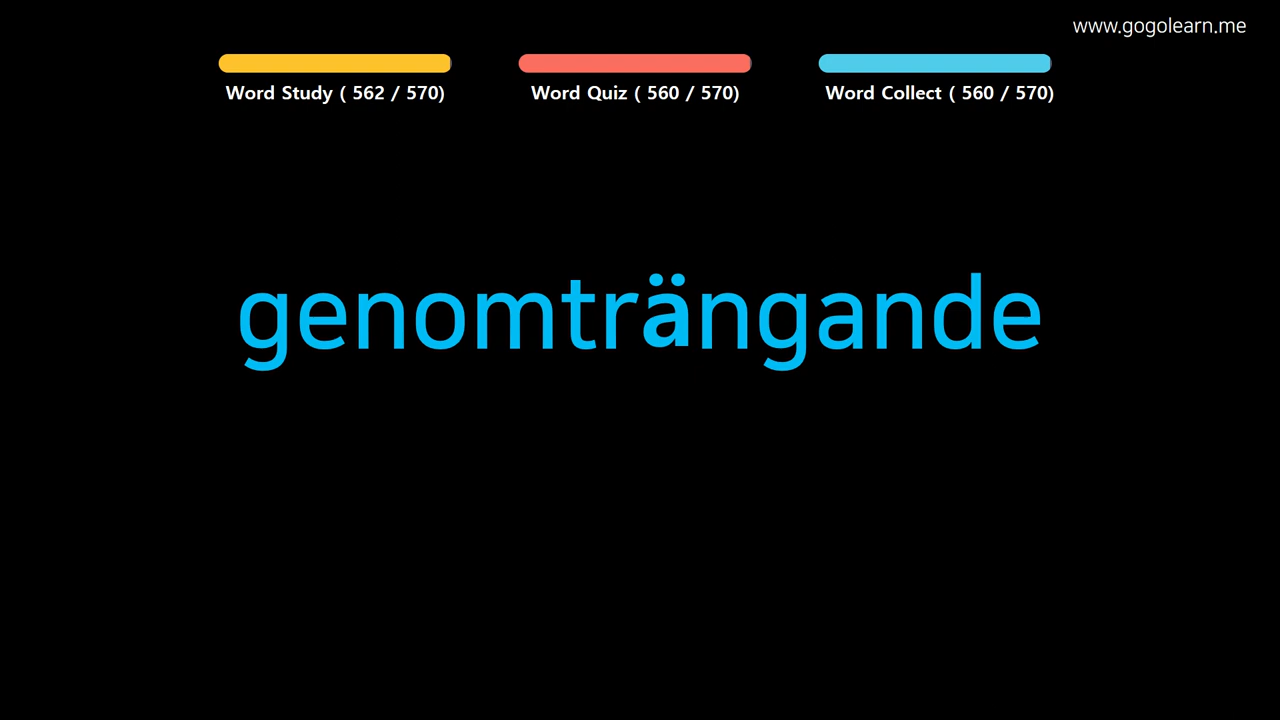 www.gogolearn.me
Word Study ( 562 / 570)
Word Quiz ( 560 / 570)
Word Collect ( 560 / 570)
genomträngande